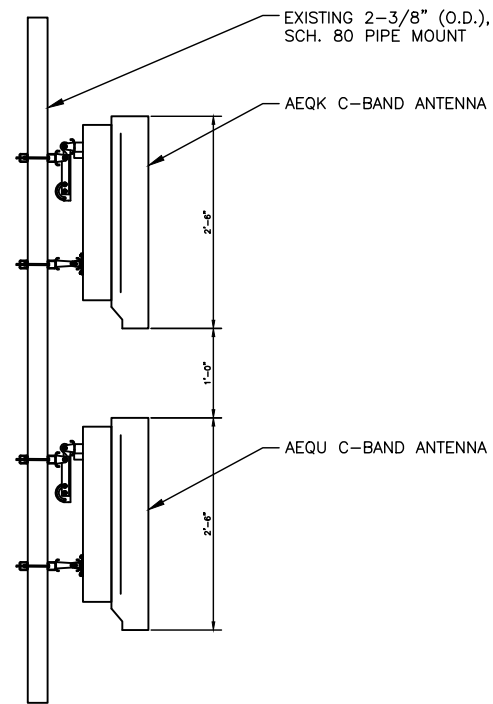 EXISTING 2-3/8" (O.D.),
SCH. 80 PIPE MOUNT
AEQK C-BAND ANTENNA
2'-6"
1'-0"
AEQU C-BAND ANTENNA
2'-6"